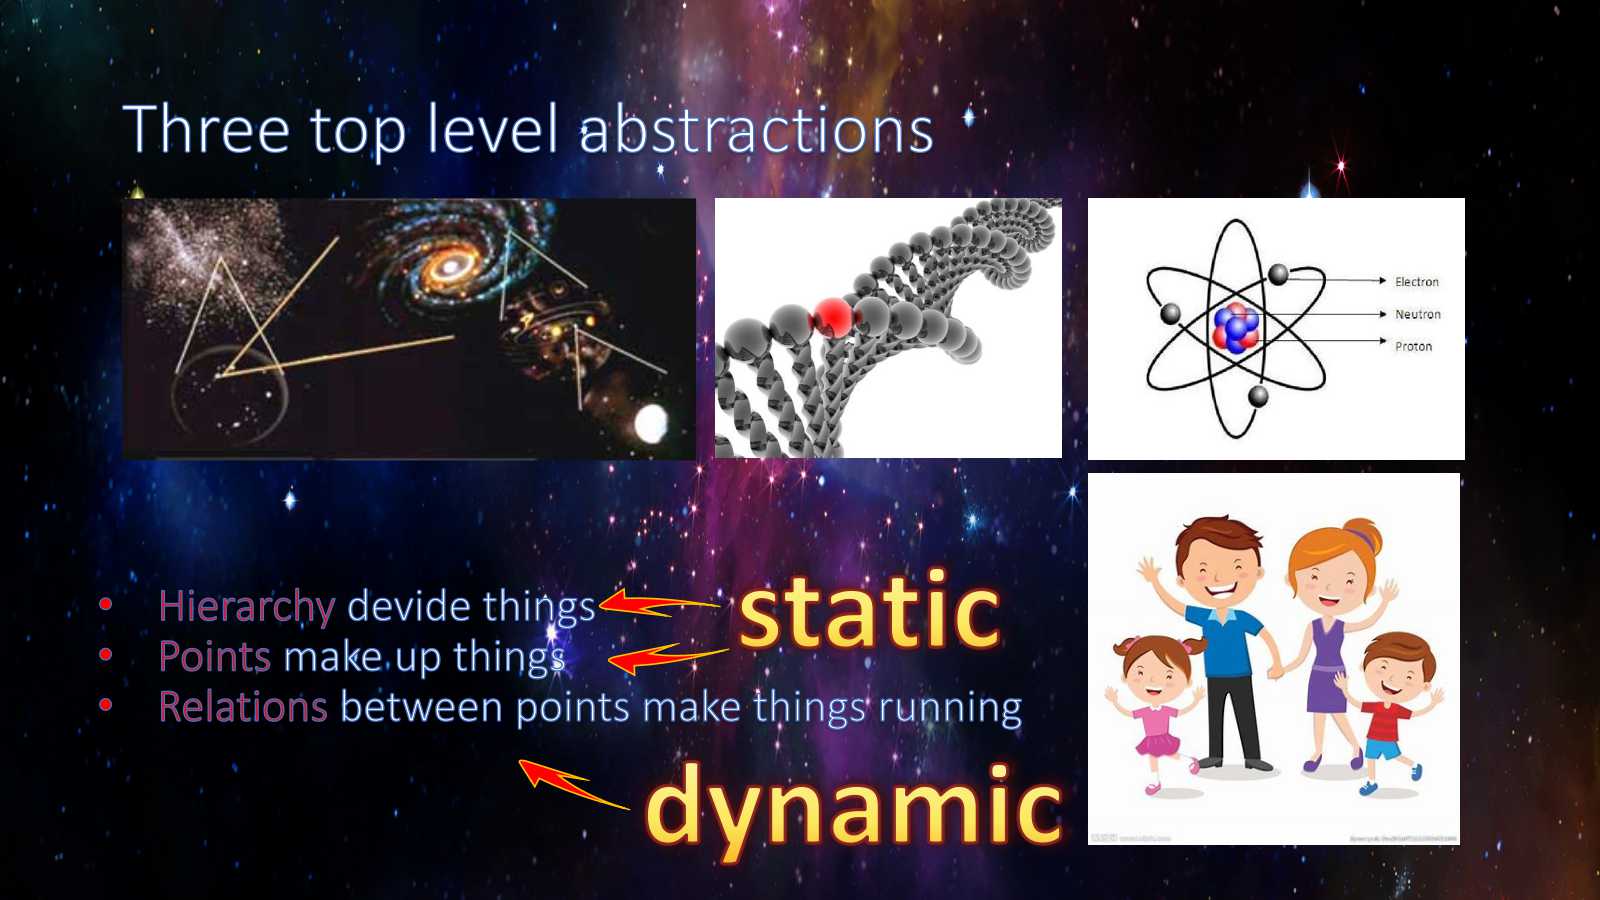 Three top level abstractions
Electron
Neutron
Proton
• Hierarchy devide things
static
• Points make up things
• Relations between points make things running
dynamic